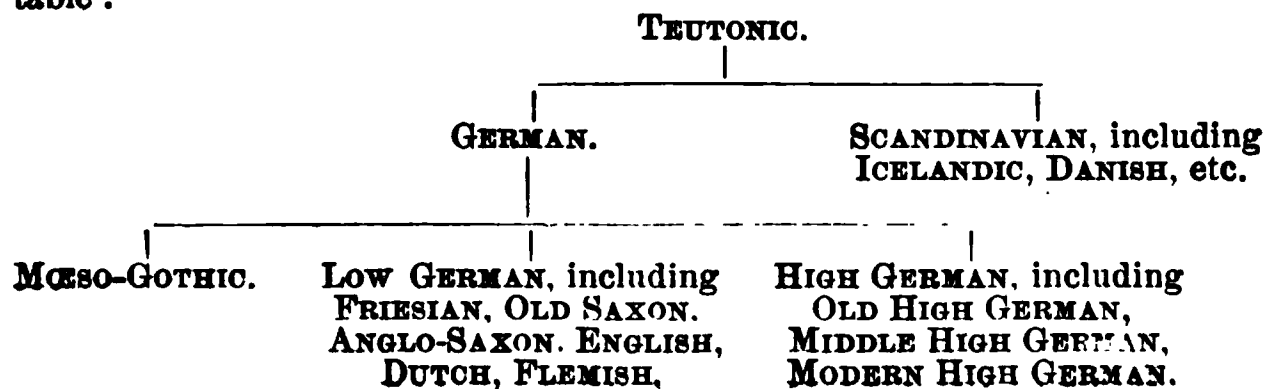 table :
TEUTONIC.
GERMAN.
SCANDINAVIAN, including
ICELANDIC, DANISH, etc.
MŒSO-GOTHIC.
LOW GERMAN, including
FRIESIAN, OLD SAXON.
ANGLO-SAXON. ENGLISH,
DUTCH, FLEMISH,
HIGH GERMAN, including
OLD HIGH GERMAN,
MIDDLE HIGH GERMAN,
MODERN HIGH GERMAN.